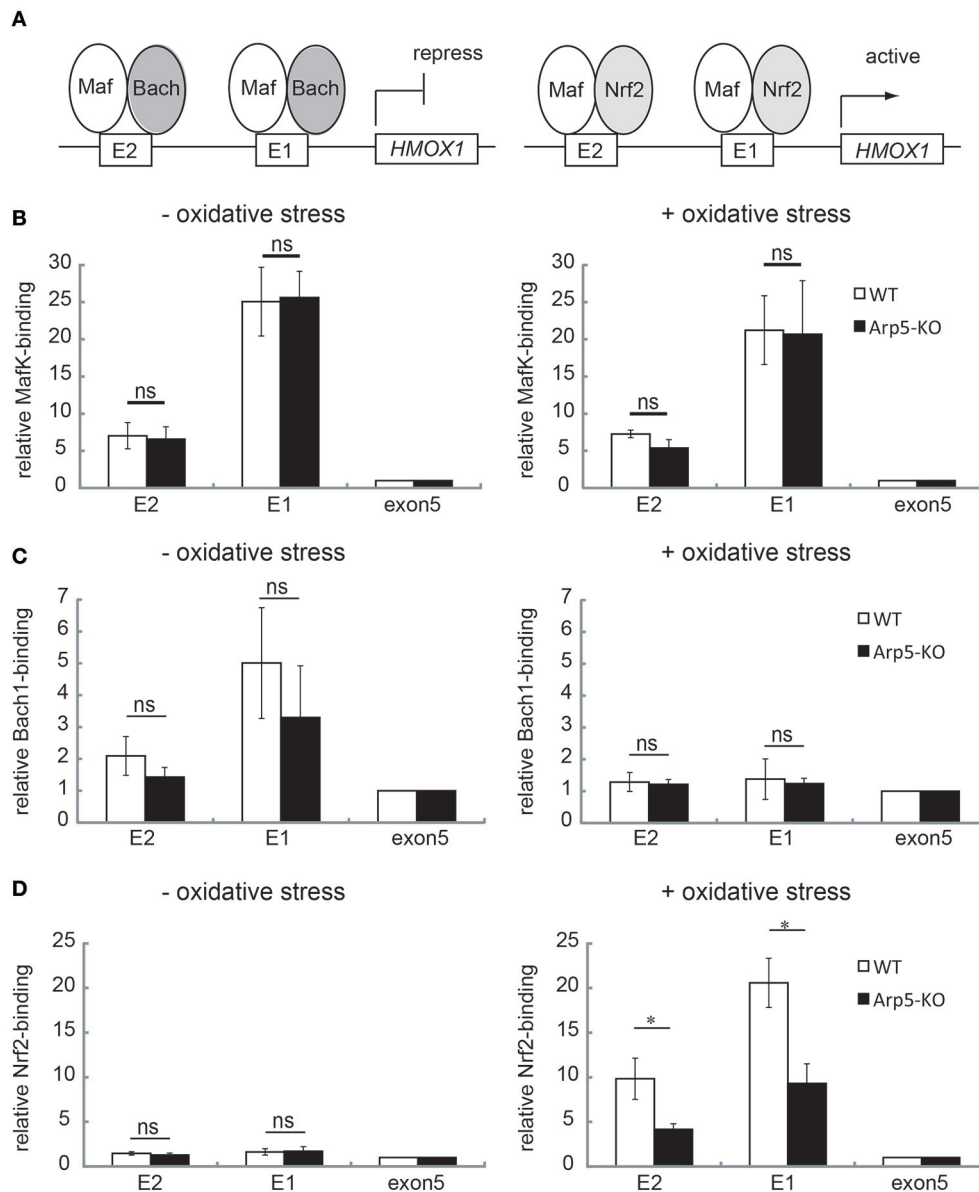 A
repress
active
Maf Bach Maf Bach Maf Nrf2 Maf Nrf2
E2 E1 HMOX1 E2 E1 HMOX1
B
- oxidative stress
relative MafK-binding
30
25
20
15
10
5
0
ns
ns
E2 E1 exon5
+ oxidative stress
relative MafK-binding
30
25
20
15
10
5
0
ns
ns
WT
Arp5-KO
E2 E1 exon5
C
- oxidative stress
relative Bach1-binding
7
6
5
4
3
2
1
0
ns
ns
E2 E1 exon5
+ oxidative stress
relative Bach1-binding
7
6
5
4
3
2
1
0
ns
ns
WT
Arp5-KO
E2 E1 exon5
D
- oxidative stress
relative Nrf2-binding
25
20
15
10
5
0
ns
ns
E2 E1 exon5
+ oxidative stress
relative Nrf2-binding
25
20
15
10
5
0
*
*
WT
Arp5-KO
E2 E1 exon5